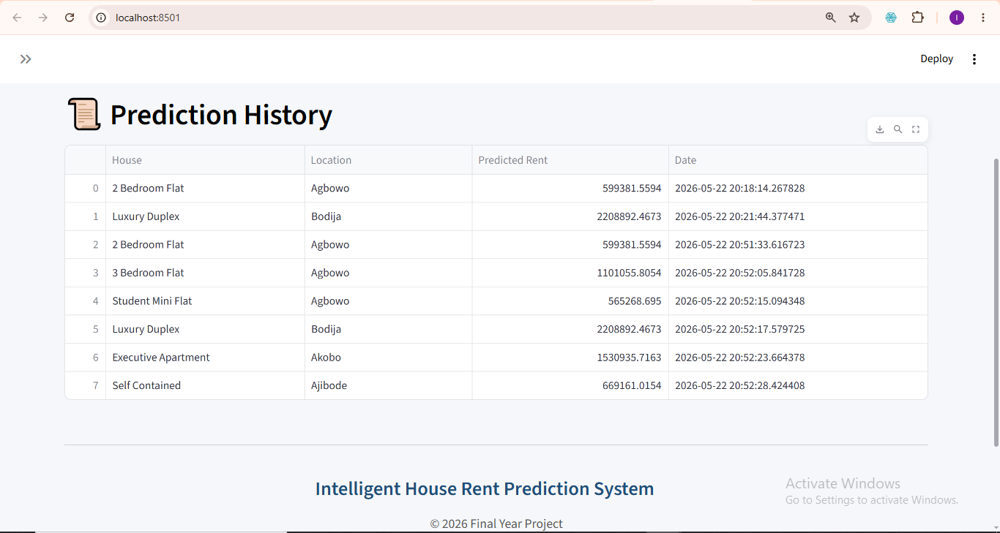 localhost:8501
I
Deploy
Prediction History
House Location Predicted Rent Date
0 2 Bedroom Flat Agbowo 599381.5594 2026-05-22 20:18:14.267828
1 Luxury Duplex Bodija 2208892.4673 2026-05-22 20:21:44.377471
2 2 Bedroom Flat Agbowo 599381.5594 2026-05-22 20:51:33.616723
3 3 Bedroom Flat Agbowo 1101055.8054 2026-05-22 20:52:05.841728
4 Student Mini Flat Agbowo 565268.695 2026-05-22 20:52:15.094348
5 Luxury Duplex Bodija 2208892.4673 2026-05-22 20:52:17.579725
6 Executive Apartment Akobo 1530935.7163 2026-05-22 20:52:23.664378
7 Self Contained Ajibode 669161.0154 2026-05-22 20:52:28.424408
Intelligent House Rent Prediction System
Activate Windows
Go to Settings to activate Windows.
© 2026 Final Year Project